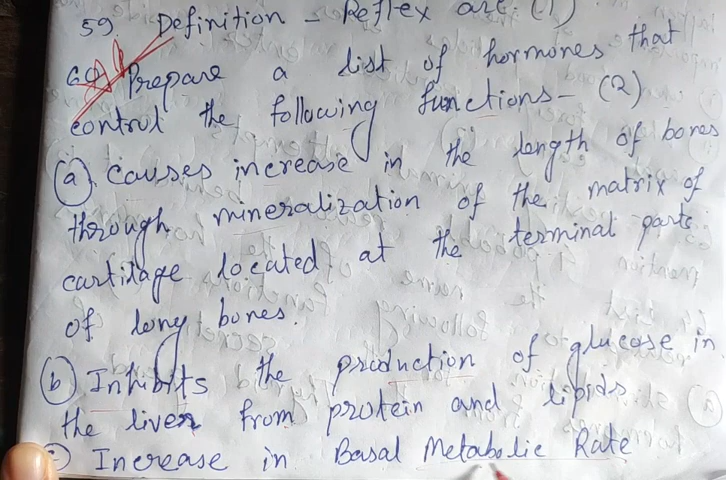 59. Definition - Reflex arc. (1)
60. Prepare a list of hormones that
control the following functions - (2)
(a). Causes increase in the length of bones
through mineralization of the matrix of
cartilage located at the terminal parts
of long bones.
(b) Inhibits the production of glucose in
the liver from protein and lipids
(c) Increase in Basal Metabolic Rate